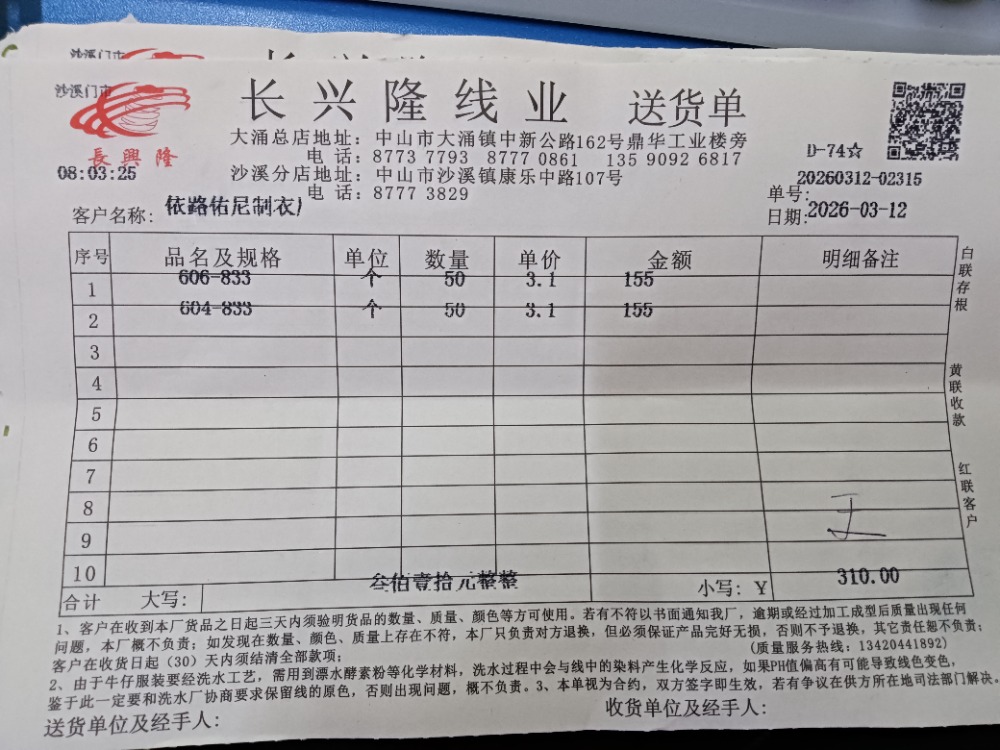 沙溪门市
沙溪门市
長興隆
08:03:25
长兴隆线业 送货单
大涌总店地址：中山市大涌镇中新公路162号鼎华工业楼旁
电话：8773 7793 8777 0861 135 9092 6817
沙溪分店地址：中山市沙溪镇康乐中路107号
电话：8777 3829
D-74☆
单号：20260312-02315
日期：2026-03-12
客户名称：依路佑尼制衣厂
序号 品名及规格 单位 数量 单价 金额 明细备注
1 606-833 个 50 3.1 155
2 604-833 个 50 3.1 155
3
4
5
6
7
8
9
10
合计 大写：叁佰壹拾元整整 小写：￥ 310.00
白联存根
黄联收款
红联客户
1、客户在收到本厂货品之日起三天内须验明货品的数量、质量、颜色等方可使用。若有不符以书面通知我厂，逾期或经过加工成型后质量出现任何
问题，本厂概不负责；如发现在数量、颜色、质量上存在不符，本厂只负责对方退换，但必须保证产品完好无损，否则不予退换，其它责任恕不负责；
客户在收货日起（30）天内须结清全部款项； (质量服务热线：13420441892)
2、由于牛仔服装要经洗水工艺，需用到漂水酵素粉等化学材料，洗水过程中会与线中的染料产生化学反应，如果PH值偏高有可能导致线色变色，
鉴于此一定要和洗水厂协商要求保留线的原色，否则出现问题，概不负责。3、本单视为合约，双方签字即生效，若有争议在供方所在地司法部门解决。
送货单位及经手人： 收货单位及经手人：